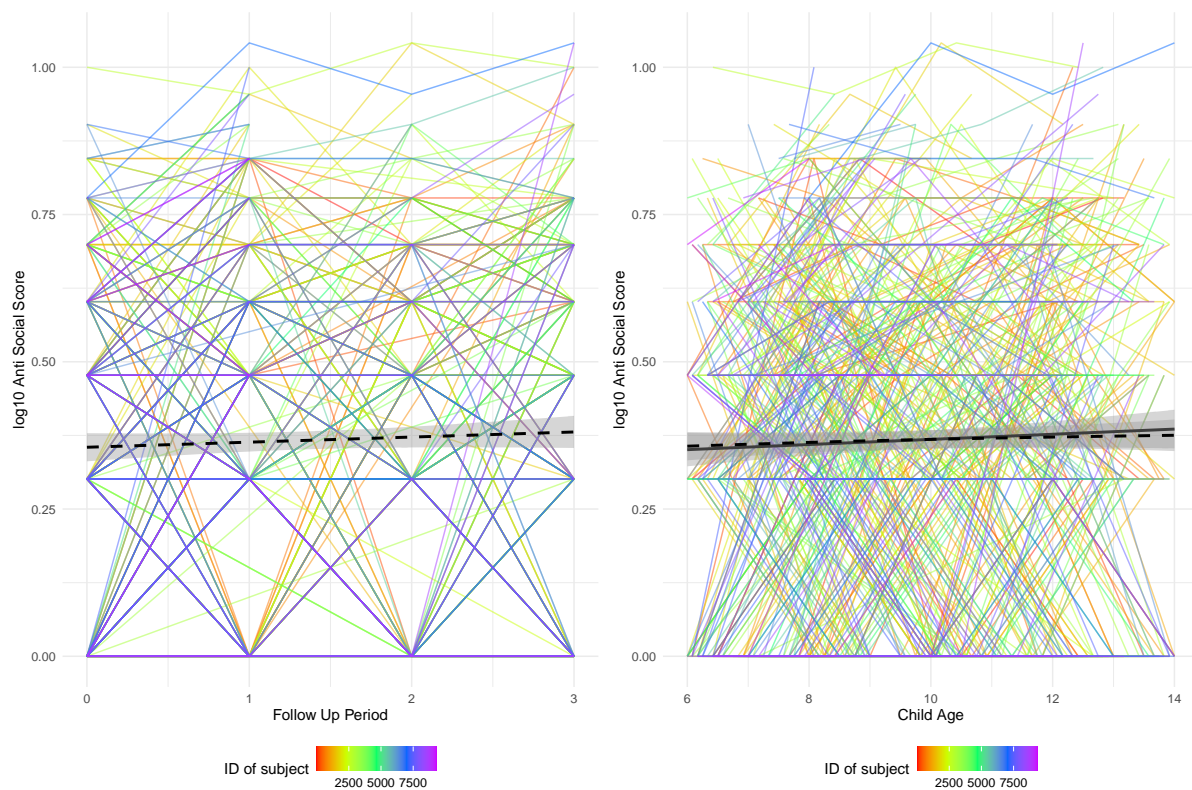 log10 Anti Social Score
1.00
0.75
0.50
0.25
0.00
0 1 2 3
Follow Up Period
ID of subject
2500 5000 7500
log10 Anti Social Score
1.00
0.75
0.50
0.25
0.00
6 8 10 12 14
Child Age
ID of subject
2500 5000 7500